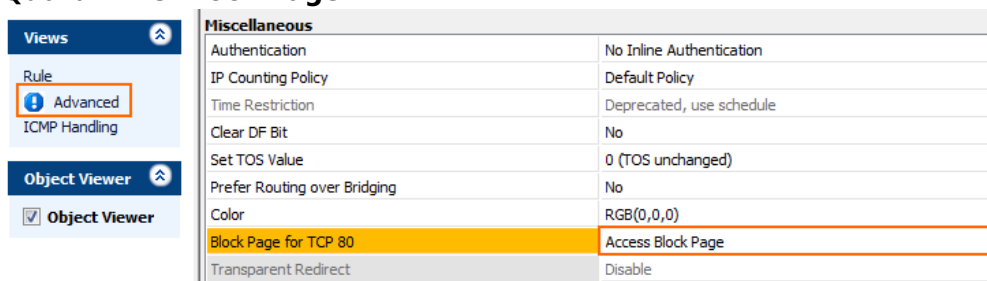 Views
Rule
Advanced
ICMP Handling
Object Viewer
Object Viewer
Miscellaneous
Authentication No Inline Authentication
IP Counting Policy Default Policy
Time Restriction Deprecated, use schedule
Clear DF Bit No
Set TOS Value 0 (TOS unchanged)
Prefer Routing over Bridging No
Color RGB(0,0,0)
Block Page for TCP 80 Access Block Page
Transparent Redirect Disable